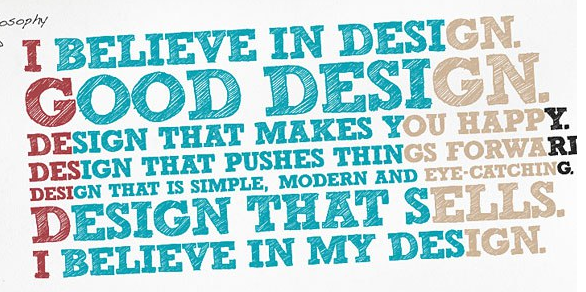 osophy
I BELIEVE IN DESIGN.
GOOD DESIGN.
DESIGN THAT MAKES YOU HAPPY.
DESIGN THAT PUSHES THINGS FORWARD
DESIGN THAT IS SIMPLE, MODERN AND EYE-CATCHING.
DESIGN THAT SELLS.
I BELIEVE IN MY DESIGN.